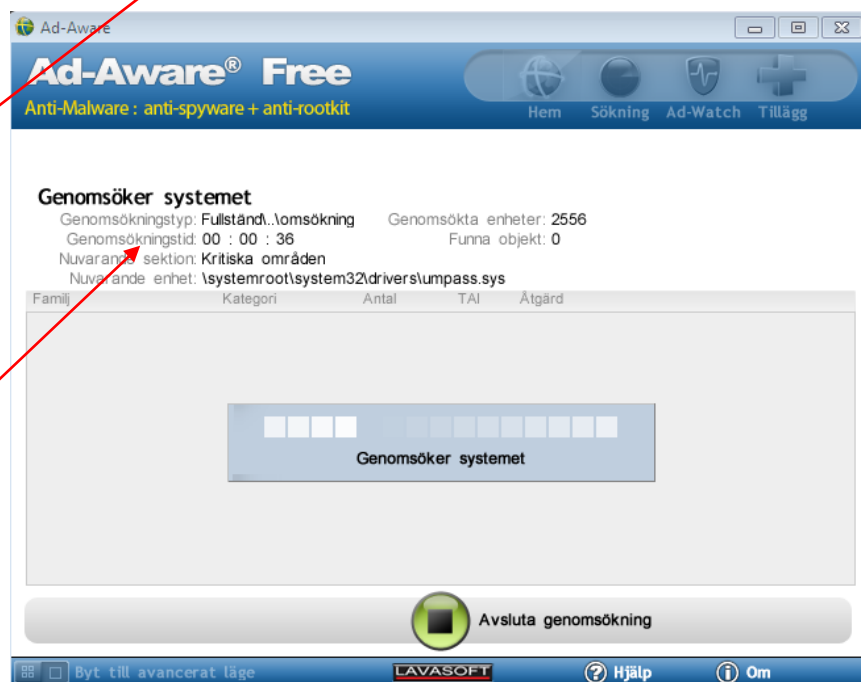 Ad-Aware
Ad-Aware® Free
Anti-Malware : anti-spyware + anti-rootkit
Hem Sökning Ad-Watch Tillägg
Genomsöker systemet
Genomsökningstyp: Fullständ\..\omsökning Genomsökta enheter: 2556
Genomsökningstid: 00 : 00 : 36 Funna objekt: 0
Nuvarande sektion: Kritiska områden
Nuvarande enhet: \systemroot\system32\drivers\umpass.sys
Familj Kategori Antal TAI Åtgärd
Genomsöker systemet
Avsluta genomsökning
Byt till avancerat läge LAVASOFT Hjälp Om